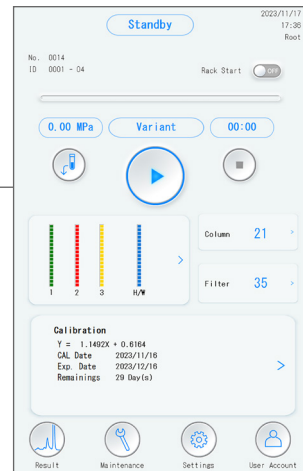 2023/11/17
Standby
17:36
Root
No. 0014
ID 0001 - 04
Rack Start OFF
0.00 MPa Variant 00:00
Column 21
1 2 3 H/W
Filter 35
Calibration
Y = 1.1492X + 0.6164
CAL Date 2023/11/16
Exp. Date 2023/12/16
Remainings 29 Day(s)
Result Maintenance Settings User Account